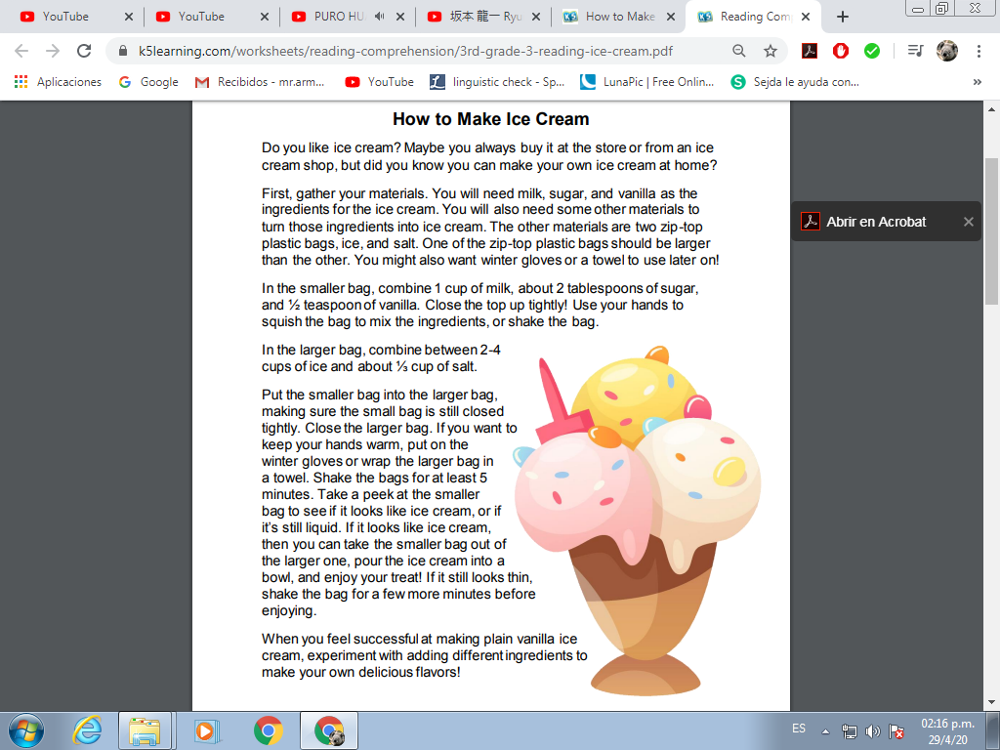 YouTube
YouTube
PURO HU
坂本 龍一 Ryu
How to Make
Reading Com
k5learning.com/worksheets/reading-comprehension/3rd-grade-3-reading-ice-cream.pdf
Aplicaciones
Google
Recibidos - mr.arm...
YouTube
linguistic check - Sp...
LunaPic | Free Onlin...
Sejda le ayuda con...
»
How to Make Ice Cream
Do you like ice cream? Maybe you always buy it at the store or from an ice
cream shop, but did you know you can make your own ice cream at home?
First, gather your materials. You will need milk, sugar, and vanilla as the
ingredients for the ice cream. You will also need some other materials to
turn those ingredients into ice cream. The other materials are two zip-top
plastic bags, ice, and salt. One of the zip-top plastic bags should be larger
than the other. You might also want winter gloves or a towel to use later on!
In the smaller bag, combine 1 cup of milk, about 2 tablespoons of sugar,
and ½ teaspoon of vanilla. Close the top up tightly! Use your hands to
squish the bag to mix the ingredients, or shake the bag.
In the larger bag, combine between 2-4
cups of ice and about ⅓ cup of salt.
Put the smaller bag into the larger bag,
making sure the small bag is still closed
tightly. Close the larger bag. If you want to
keep your hands warm, put on the
winter gloves or wrap the larger bag in
a towel. Shake the bags for at least 5
minutes. Take a peek at the smaller
bag to see if it looks like ice cream, or if
it's still liquid. If it looks like ice cream,
then you can take the smaller bag out of
the larger one, pour the ice cream into a
bowl, and enjoy your treat! If it still looks thin,
shake the bag for a few more minutes before
enjoying.
When you feel successful at making plain vanilla ice
cream, experiment with adding different ingredients to
make your own delicious flavors!
Abrir en Acrobat
ES
02:16 p.m.
29/4/20